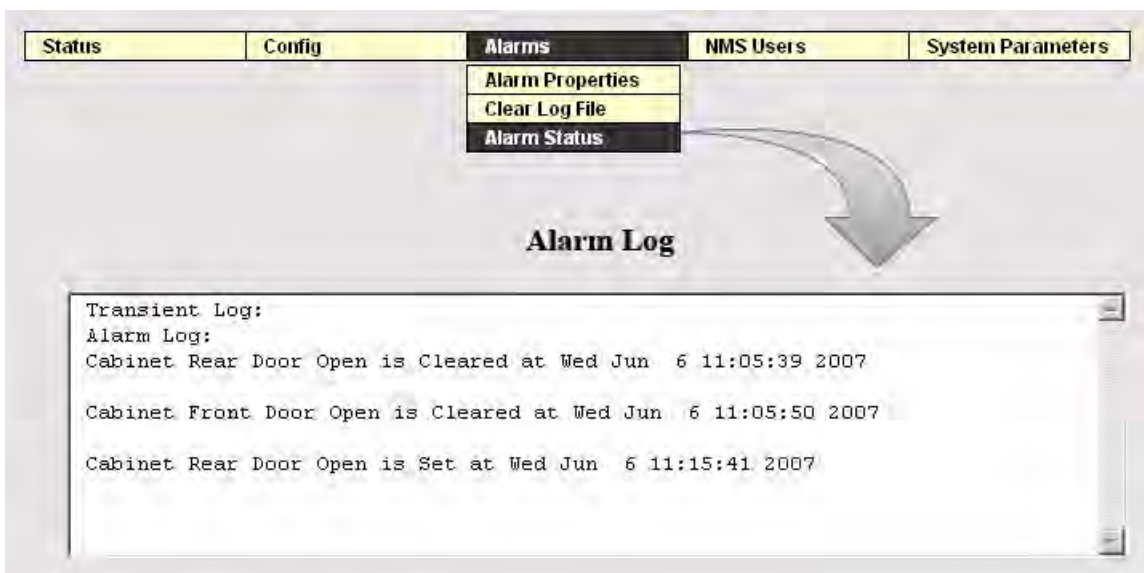 Status Config Alarms NMS Users System Parameters
Alarm Properties
Clear Log File
Alarm Status
Alarm Log
Transient Log:
Alarm Log:
Cabinet Rear Door Open is Cleared at Wed Jun  6 11:05:39 2007
Cabinet Front Door Open is Cleared at Wed Jun  6 11:05:50 2007
Cabinet Rear Door Open is Set at Wed Jun  6 11:15:41 2007